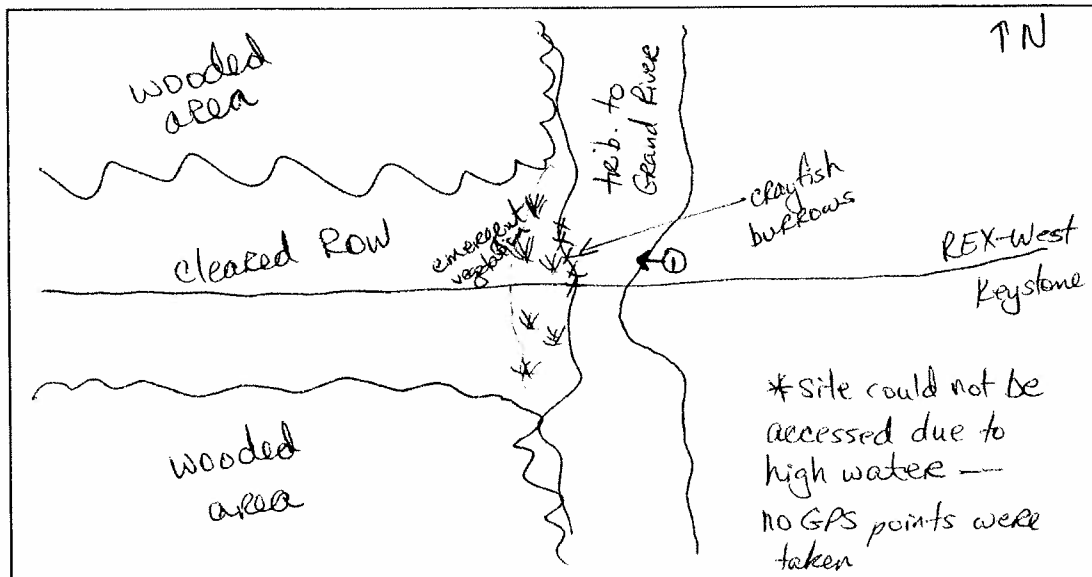 ↑N
wooded
area
trib. to
Grand River
crayfish
burrows
emergent
vegetation
Cleared ROW
①
REX-West
Keystone
wooded
area
* Site could not be
accessed due to
high water —
no GPS points were
taken